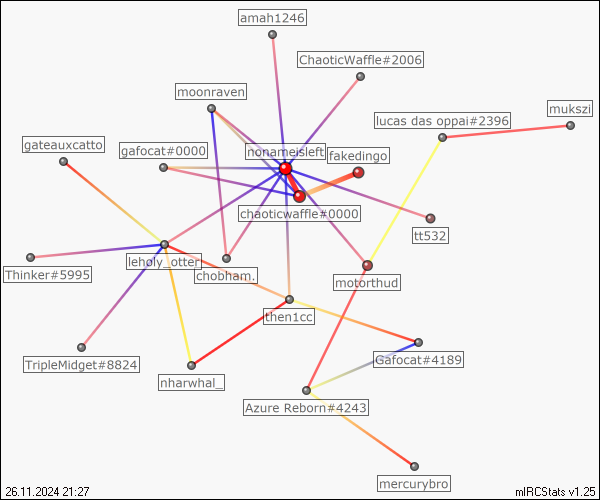 amah1246
ChaoticWaffle#2006
moonraven
mukszi
lucas das oppai#2396
gateauxcatto
gafocat#0000
nonameisleft
fakedingo
chaoticwaffle#0000
tt532
leholy_otter
Thinker#5995
chobham.
motorthud
then1cc
TripleMidget#8824
Gafocat#4189
nharwhal_
Azure Reborn#4243
mercurybro
26.11.2024 21:27
mIRCStats v1.25